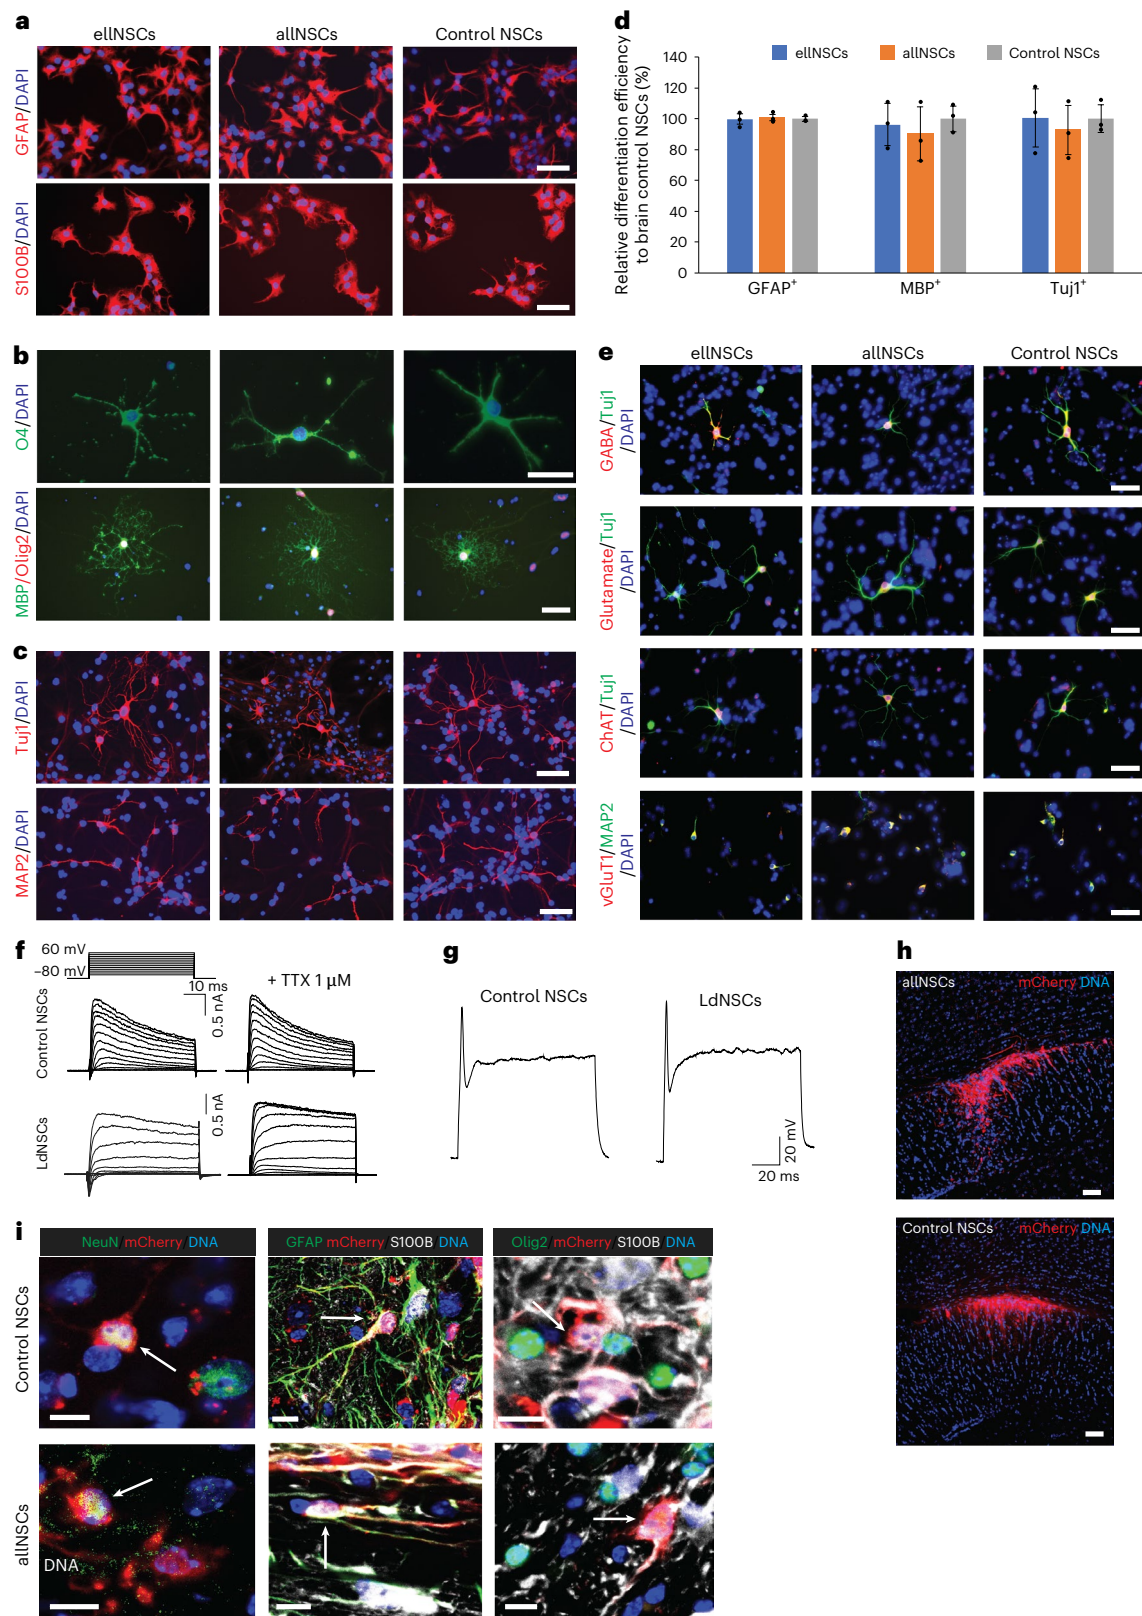 a
ellNSCs
allNSCs
Control NSCs
GFAP/DAPI
S100B/DAPI
b
O4/DAPI
MBP/Olig2/DAPI
c
Tuj1/DAPI
MAP2/DAPI
d
ellNSCs
allNSCs
Control NSCs
Relative differentiation efficiency
to brain control NSCs (%)
140
120
100
80
60
40
20
0
GFAP+
MBP+
Tuj1+
e
ellNSCs
allNSCs
Control NSCs
GABA/Tuj1
/DAPI
Glutamate/Tuj1
/DAPI
ChAT/Tuj1
/DAPI
vGluT1/MAP2
/DAPI
f
60 mV
–80 mV
10 ms
0.5 nA
+ TTX 1 μM
Control NSCs
0.5 nA
LdNSCs
g
Control NSCs
LdNSCs
20 mV
20 ms
h
allNSCs
mCherry/DNA
Control NSCs
mCherry/DNA
i
NeuN/mCherry/DNA
GFAP mCherry/S100B/DNA
Olig2/mCherry/S100B/DNA
Control NSCs
allNSCs
DNA